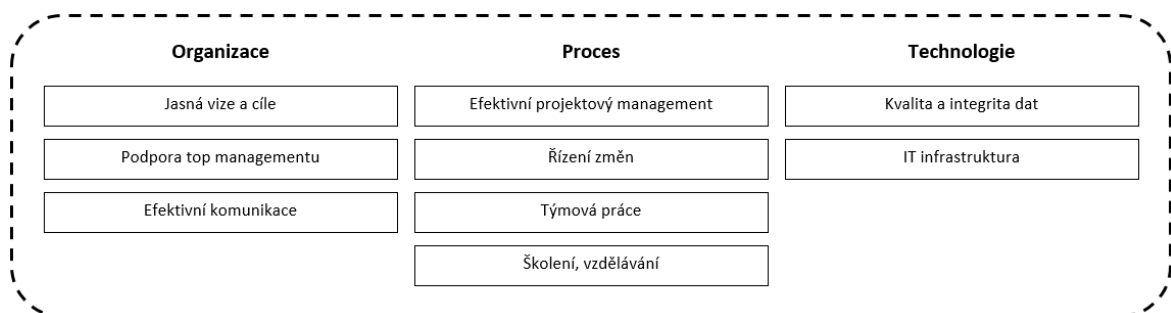 Organizace
Jasná vize a cíle
Podpora top managementu
Efektivní komunikace
Proces
Efektivní projektový management
Řízení změn
Týmová práce
Školení, vzdělávání
Technologie
Kvalita a integrita dat
IT infrastruktura